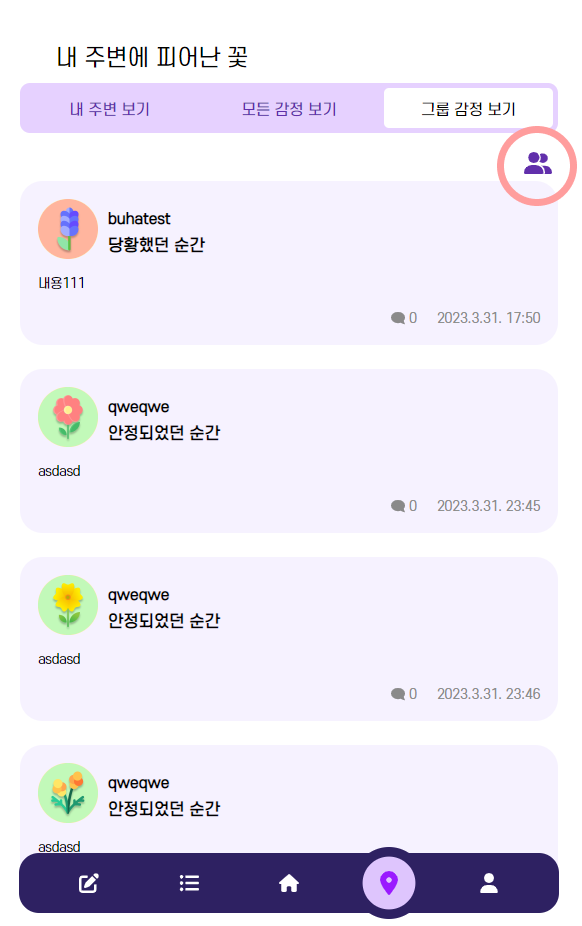 내 주변에 피어난 꽃
내 주변 보기 모든 감정 보기 그룹 감정 보기
buhatest
당황했던 순간
내용111
0 2023.3.31. 17:50
qweqwe
안정되었던 순간
asdasd
0 2023.3.31. 23:45
qweqwe
안정되었던 순간
asdasd
0 2023.3.31. 23:46
qweqwe
안정되었던 순간
asdasd